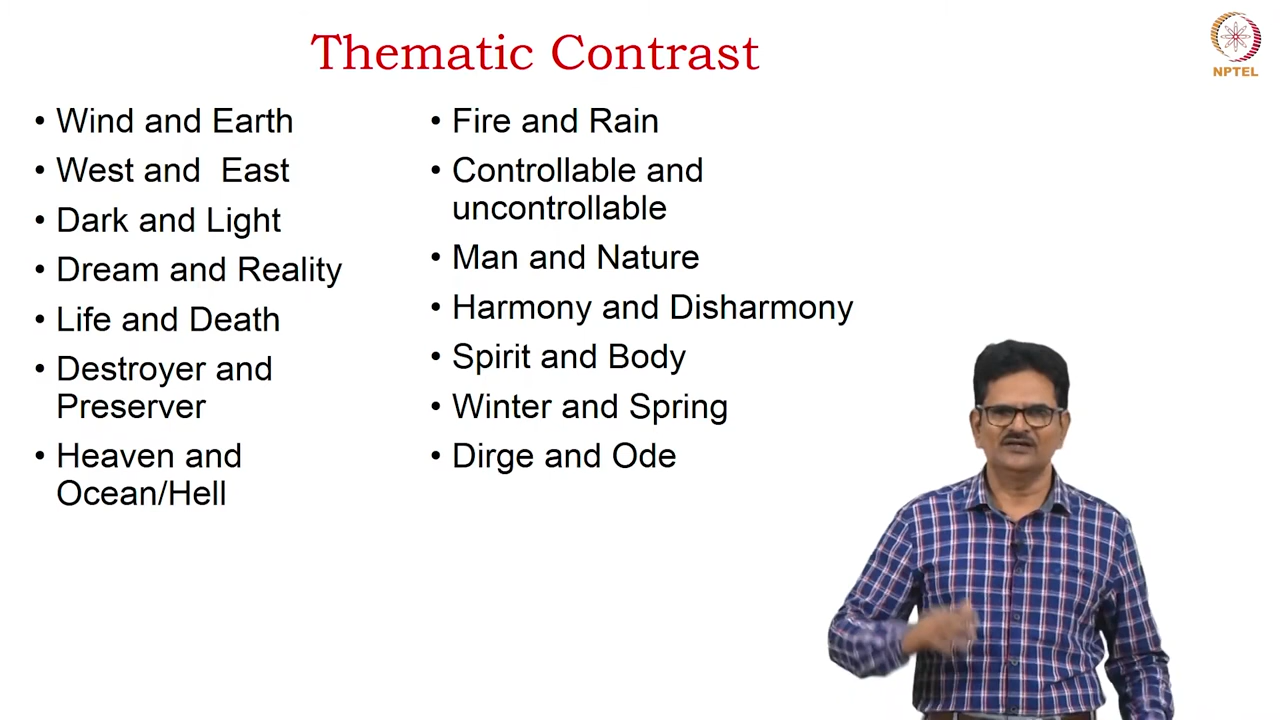 Thematic Contrast
NPTEL
• Wind and Earth
• West and  East
• Dark and Light
• Dream and Reality
• Life and Death
• Destroyer and
Preserver
• Heaven and
Ocean/Hell
• Fire and Rain
• Controllable and
uncontrollable
• Man and Nature
• Harmony and Disharmony
• Spirit and Body
• Winter and Spring
• Dirge and Ode